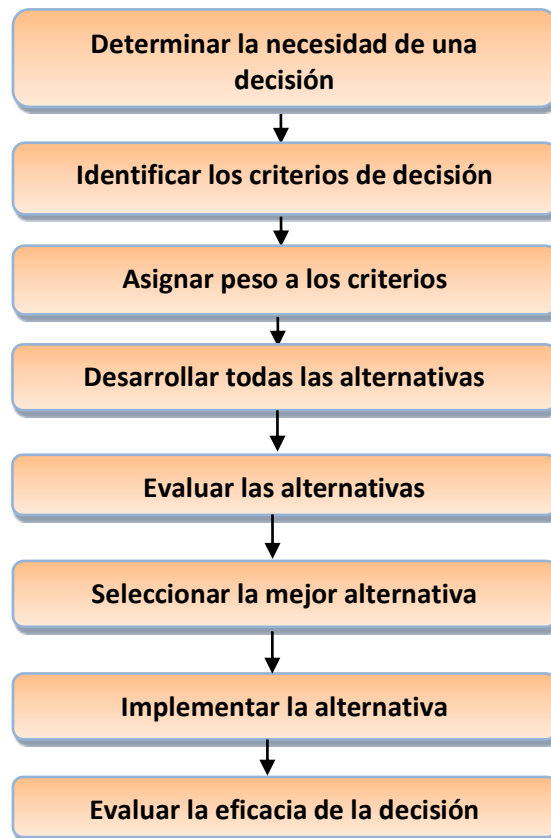 Determinar la necesidad de una
decisión
Identificar los criterios de decisión
Asignar peso a los criterios
Desarrollar todas las alternativas
Evaluar las alternativas
Seleccionar la mejor alternativa
Implementar la alternativa
Evaluar la eficacia de la decisión